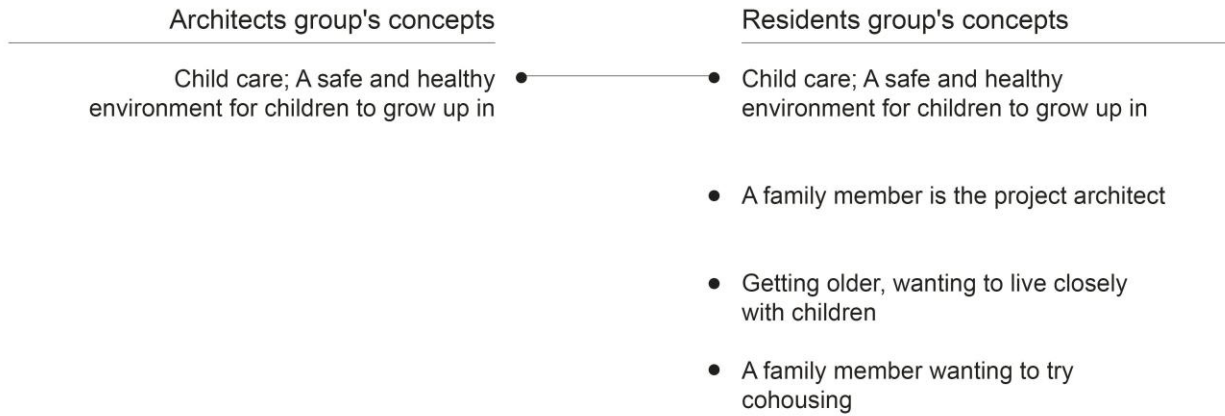 Architects group's concepts
Residents group's concepts
Child care; A safe and healthy
environment for children to grow up in
Child care; A safe and healthy
environment for children to grow up in
A family member is the project architect
Getting older, wanting to live closely
with children
A family member wanting to try
cohousing